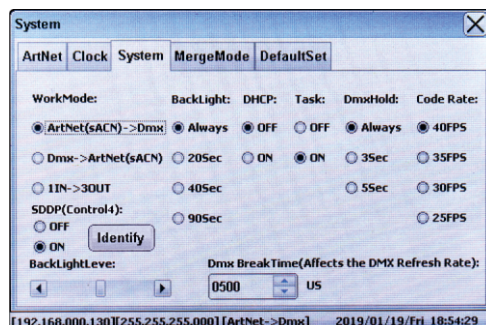 System
ArtNet Clock System MergeMode DefaultSet
WorkMode: BackLight: DHCP: Task: DmxHold: Code Rate:
ArtNet(sACN)->Dmx Always OFF OFF Always 40FPS
Dmx->ArtNet(sACN) 20Sec ON ON 3Sec 35FPS
1IN->3OUT 40Sec 5Sec 30FPS
SDDP(Control4):
OFF 90Sec 25FPS
ON Identify
BackLightLeve: Dmx BreakTime(Affects the DMX Refresh Rate):
0500 US
[192.168.000.130][255.255.255.000][ArtNet->Dmx] 2019/01/19/Fri 18:54:29